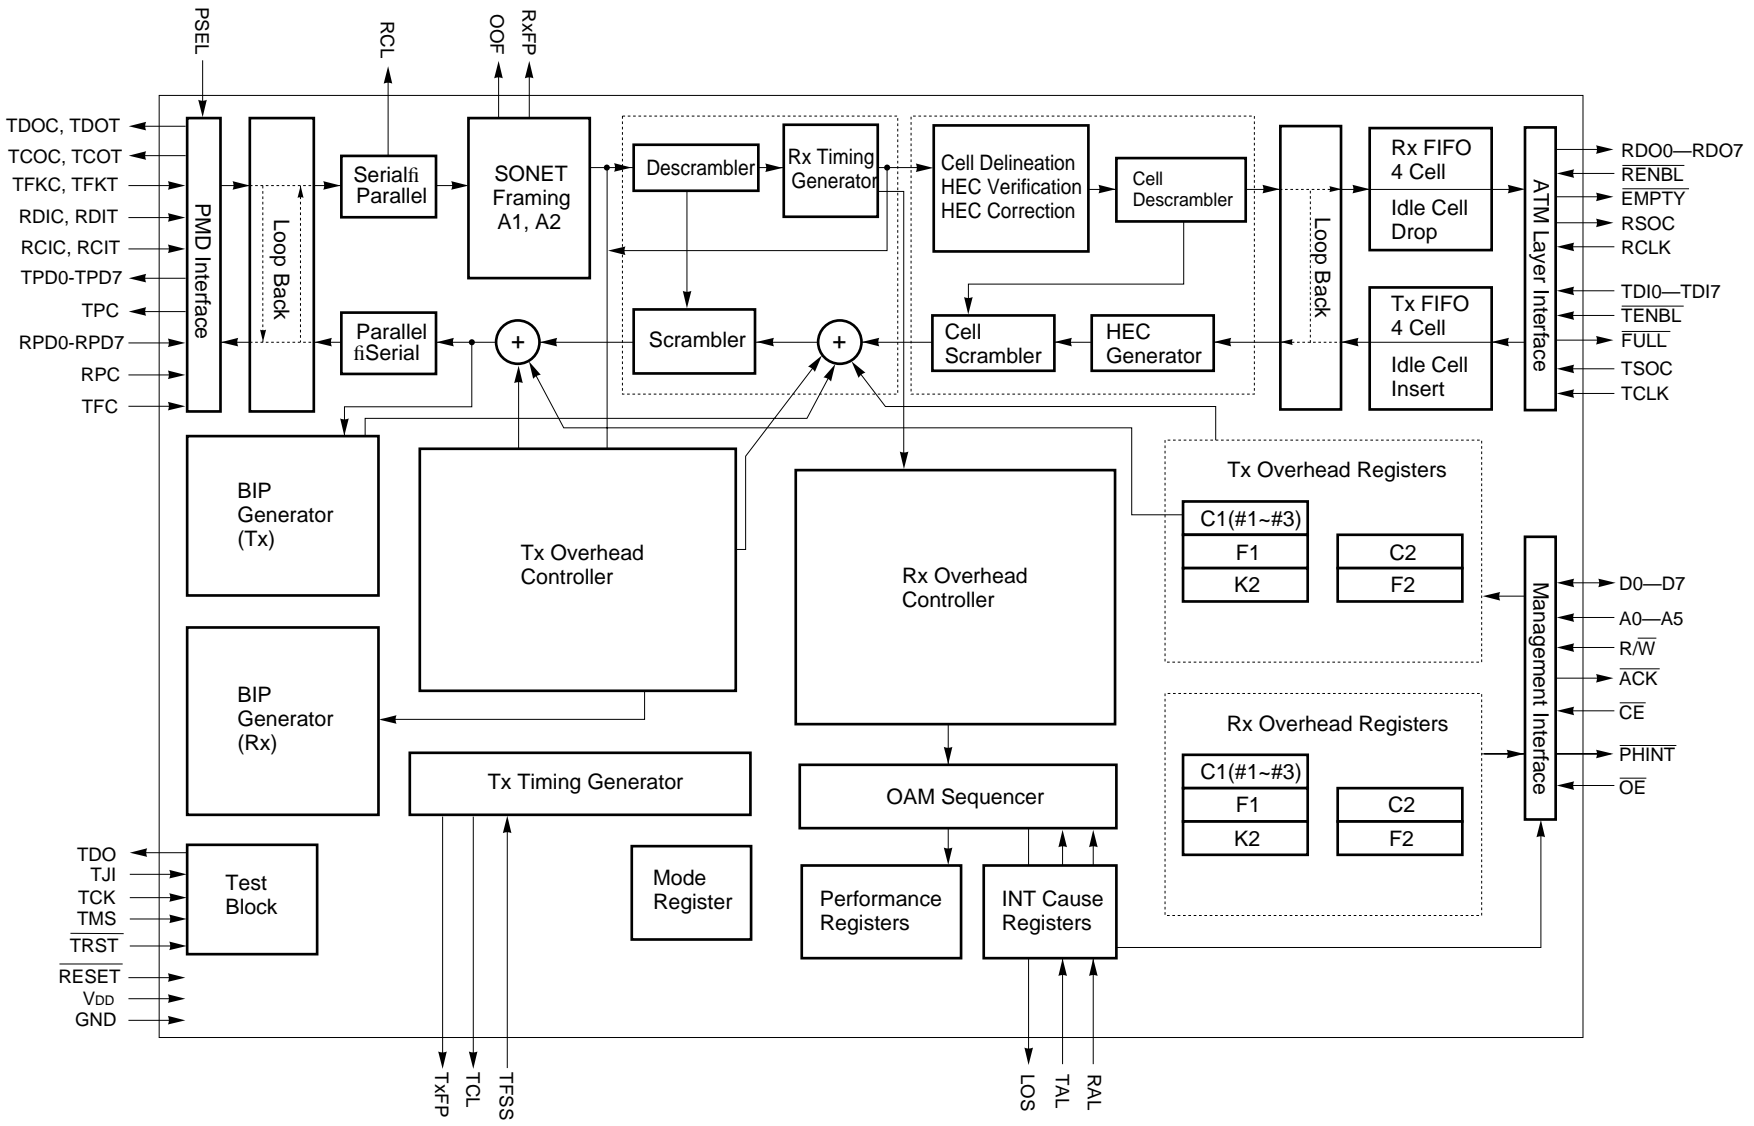 PSEL
RCL
OOF
RxFP
TDOC, TDOT
TCOC, TCOT
TFKC, TFKT
RDIC, RDIT
RCIC, RCIT
TPD0-TPD7
TPC
RPD0-RPD7
RPC
TFC
PMD Interface
Loop Back
Serialfi
Parallel
SONET
Framing
A1, A2
Descrambler
Rx Timing
Generator
Cell Delineation
HEC Verification
HEC Correction
Cell
Descrambler
Loop Back
Rx FIFO
4 Cell
Idle Cell
Drop
ATM Layer Interface
RDO0—RDO7
RENBL
EMPTY
RSOC
RCLK
TDI0—TDI7
TENBL
FULL
TSOC
TCLK
Parallel
fiSerial
+
Scrambler
+
Cell
Scrambler
HEC
Generator
Tx FIFO
4 Cell
Idle Cell
Insert
BIP
Generator
(Tx)
Tx Overhead
Controller
Rx Overhead
Controller
Tx Overhead Registers
C1(#1~#3)
F1
K2
C2
F2
BIP
Generator
(Rx)
Rx Overhead Registers
C1(#1~#3)
F1
K2
C2
F2
Management Interface
D0—D7
A0—A5
R/W
ACK
CE
PHINT
OE
Tx Timing Generator
OAM Sequencer
TDO
TJI
TCK
TMS
TRST
RESET
VDD
GND
Test
Block
Mode
Register
Performance
Registers
INT Cause
Registers
TxFP
TCL
TFSS
LOS
TAL
RAL